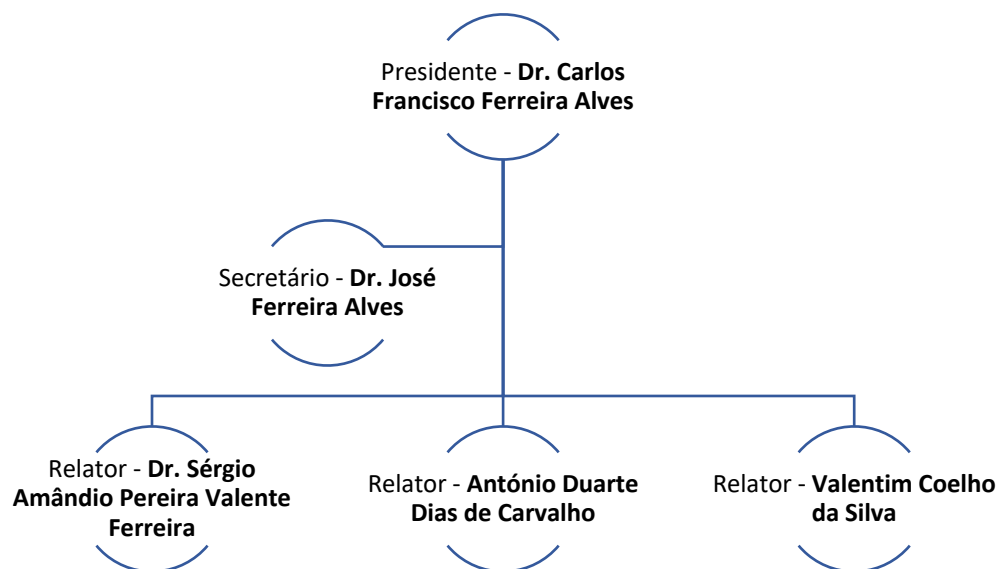 Presidente - Dr. Carlos
Francisco Ferreira Alves
Secretário - Dr. José
Ferreira Alves
Relator - Dr. Sérgio
Amândio Pereira Valente
Ferreira
Relator - António Duarte
Dias de Carvalho
Relator - Valentim Coelho
da Silva